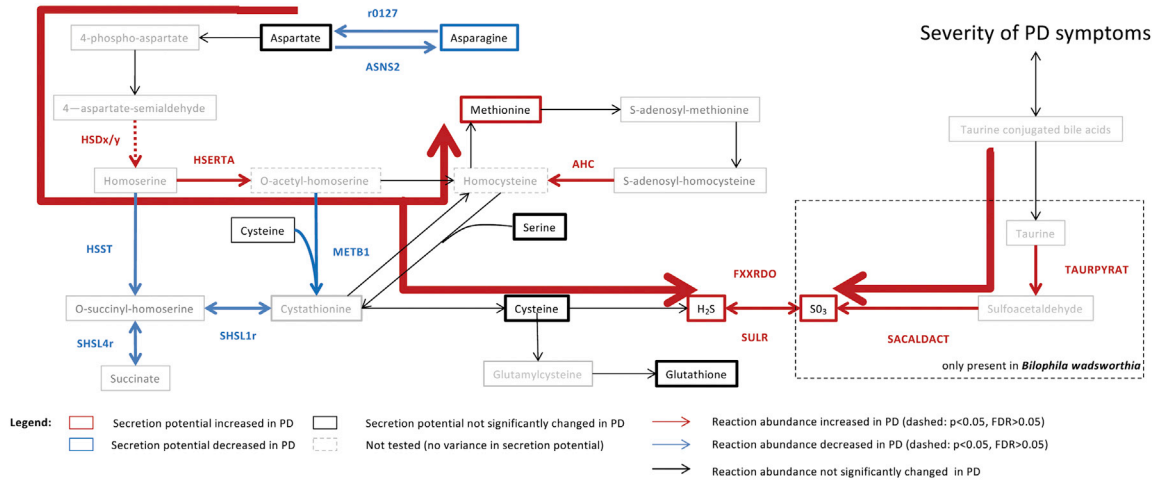 r0127
4-phospho-aspartate
Aspartate
Asparagine
Severity of PD symptoms
ASNS2
4—aspartate-semialdehyde
Methionine
S-adenosyl-methionine
Taurine conjugated bile acids
HSDx/y
HSERTA
AHC
Homoserine
O-acetyl-homoserine
Homocysteine
S-adenosyl-homocysteine
Cysteine
Serine
Taurine
HSST
METB1
FXXRDO
TAURPYRAT
O-succinyl-homoserine
Cystathionine
Cysteine
H2S
S03
Sulfoacetaldehyde
SHSL1r
SHSL4r
SULR
SACALDACT
Succinate
Glutamylcysteine
Glutathione
only present in Bilophila wadsworthia
Legend:
Secretion potential increased in PD
Secretion potential not significantly changed in PD
Reaction abundance increased in PD (dashed: p<0.05, FDR>0.05)
Secretion potential decreased in PD
Not tested (no variance in secretion potential)
Reaction abundance decreased in PD (dashed: p<0.05, FDR>0.05)
Reaction abundance not significantly changed in PD